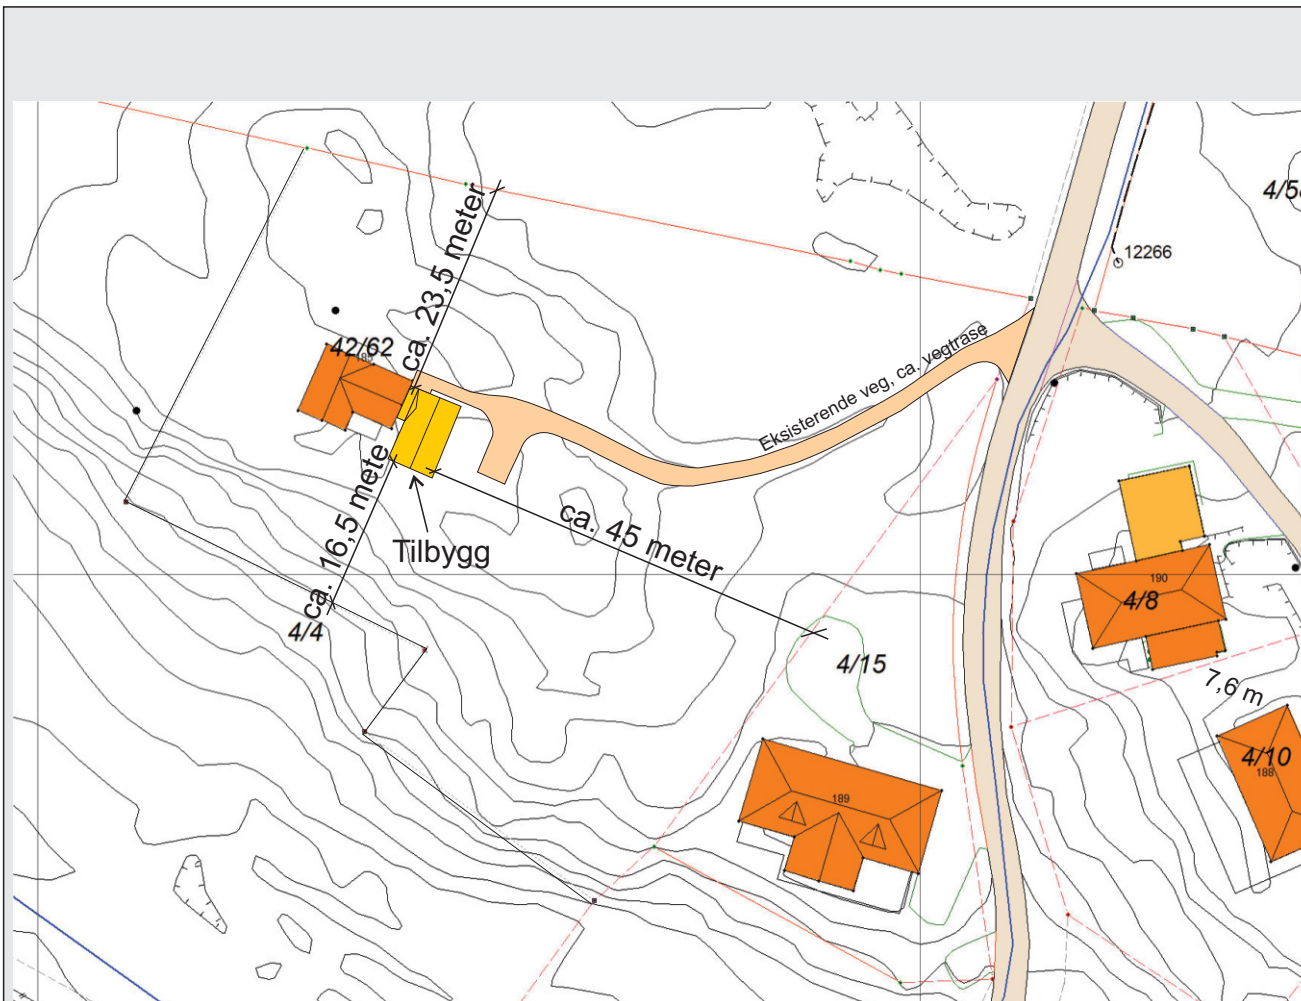 4/5
12266
ca. 23,5 meter
42/62
185
Eksisterende veg, ca. vegtrase
ca. 16,5 mete
Tilbygg
ca. 45 meter
190
4/8
4/4
4/15
7,6 m
4/10
188
189